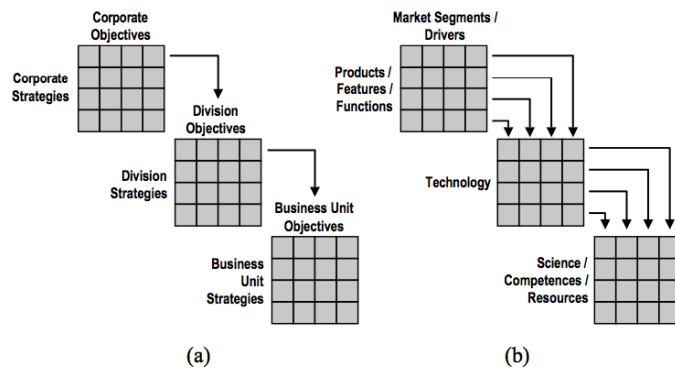 Corporate
Objectives
Corporate
Strategies
Division
Objectives
Division
Strategies
Business Unit
Objectives
Business
Unit
Strategies
(a)
Market Segments /
Drivers
Products /
Features /
Functions
Technology
Science /
Competences /
Resources
(b)